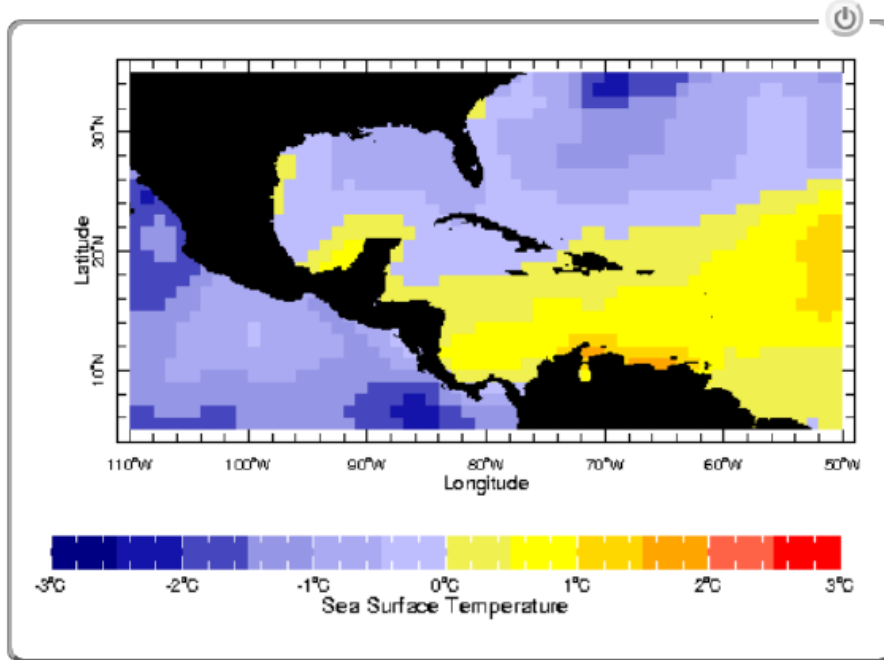 30°N
20°N
10°N
Latitude
110°W 100°W 90°W 80°W 70°W 60°W 50°W
Longitude
-3°C -2°C -1°C 0°C 1°C 2°C 3°C
Sea Surface Temperature